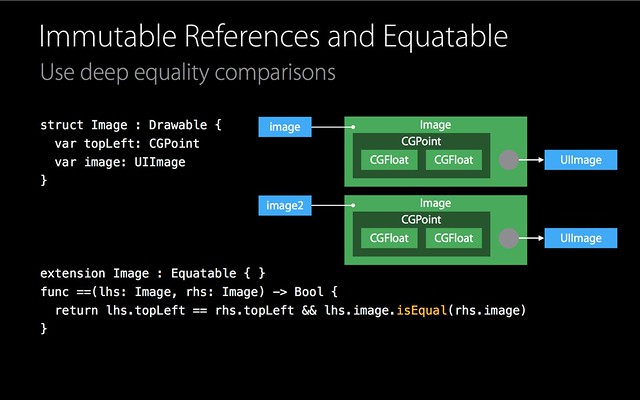 Immutable References and Equatable
Use deep equality comparisons
struct Image : Drawable {
var topLeft: CGPoint
var image: UIImage
}
image
Image
CGPoint
CGFloat CGFloat
UIImage
image2
Image
CGPoint
CGFloat CGFloat
UIImage
extension Image : Equatable { }
func ==(lhs: Image, rhs: Image) -> Bool {
return lhs.topLeft == rhs.topLeft && lhs.image.isEqual(rhs.image)
}